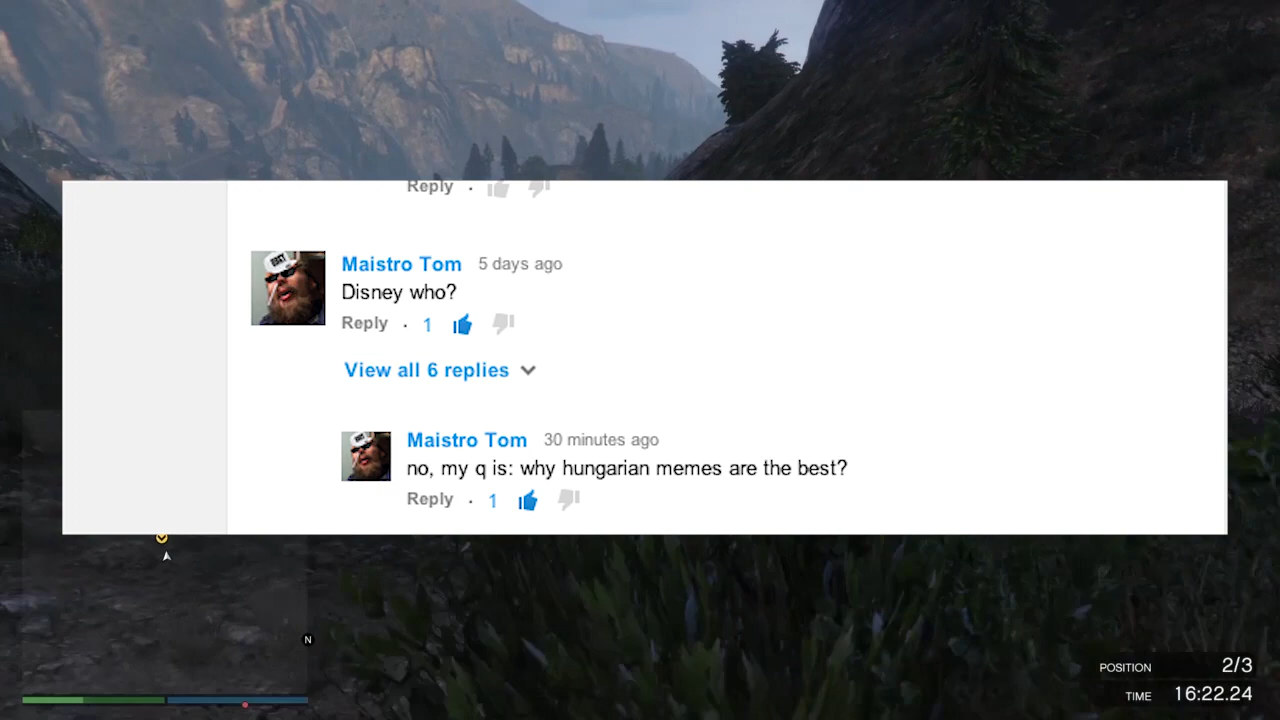 Reply .
Maistro Tom 5 days ago
Disney who?
Reply . 1
View all 6 replies
Maistro Tom 30 minutes ago
no, my q is: why hungarian memes are the best?
Reply . 1
N
POSITION 2/3
TIME 16:22.24